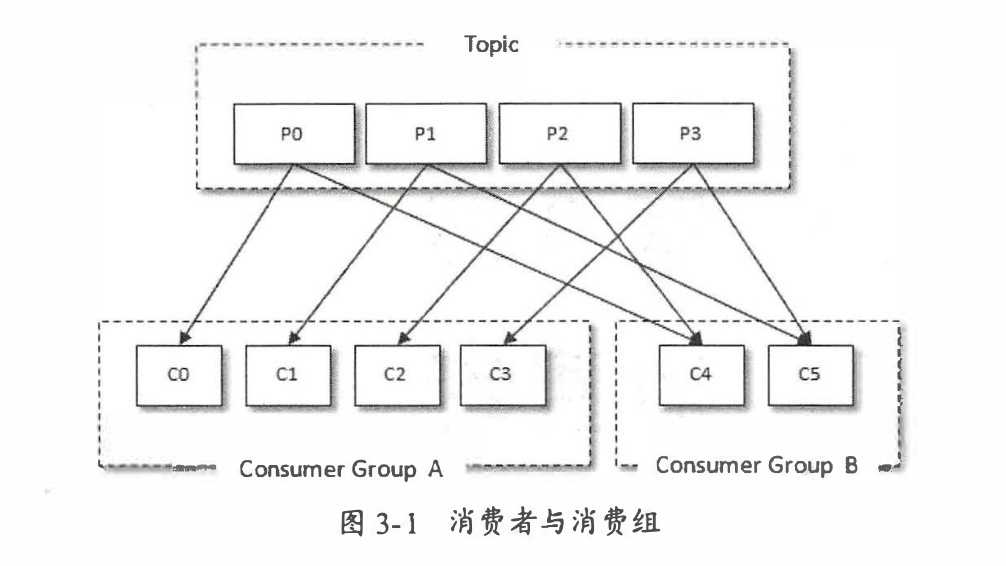 Topic
P0 P1 P2 P3
C0 C1 C2 C3 C4 C5
Consumer Group A Consumer Group B
图 3-1 消费者与消费组